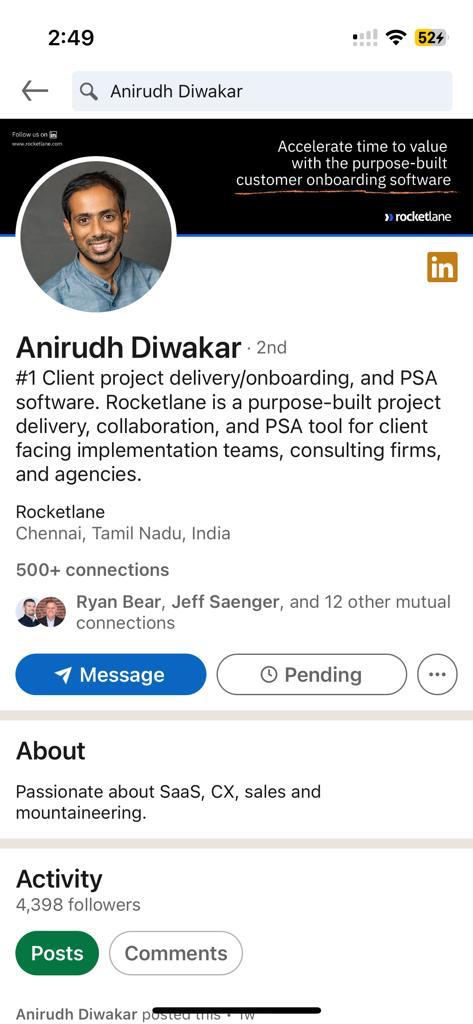 2:49
52
Anirudh Diwakar
Follow us on in
www.rocketlane.com
Accelerate time to value
with the purpose-built
customer onboarding software
rocketlane
in
Anirudh Diwakar · 2nd
#1 Client project delivery/onboarding, and PSA
software. Rocketlane is a purpose-built project
delivery, collaboration, and PSA tool for client
facing implementation teams, consulting firms,
and agencies.
Rocketlane
Chennai, Tamil Nadu, India
500+ connections
Ryan Bear, Jeff Saenger, and 12 other mutual
connections
Message
Pending
About
Passionate about SaaS, CX, sales and
mountaineering.
Activity
4,398 followers
Posts
Comments
Anirudh Diwakar posted this • 1w